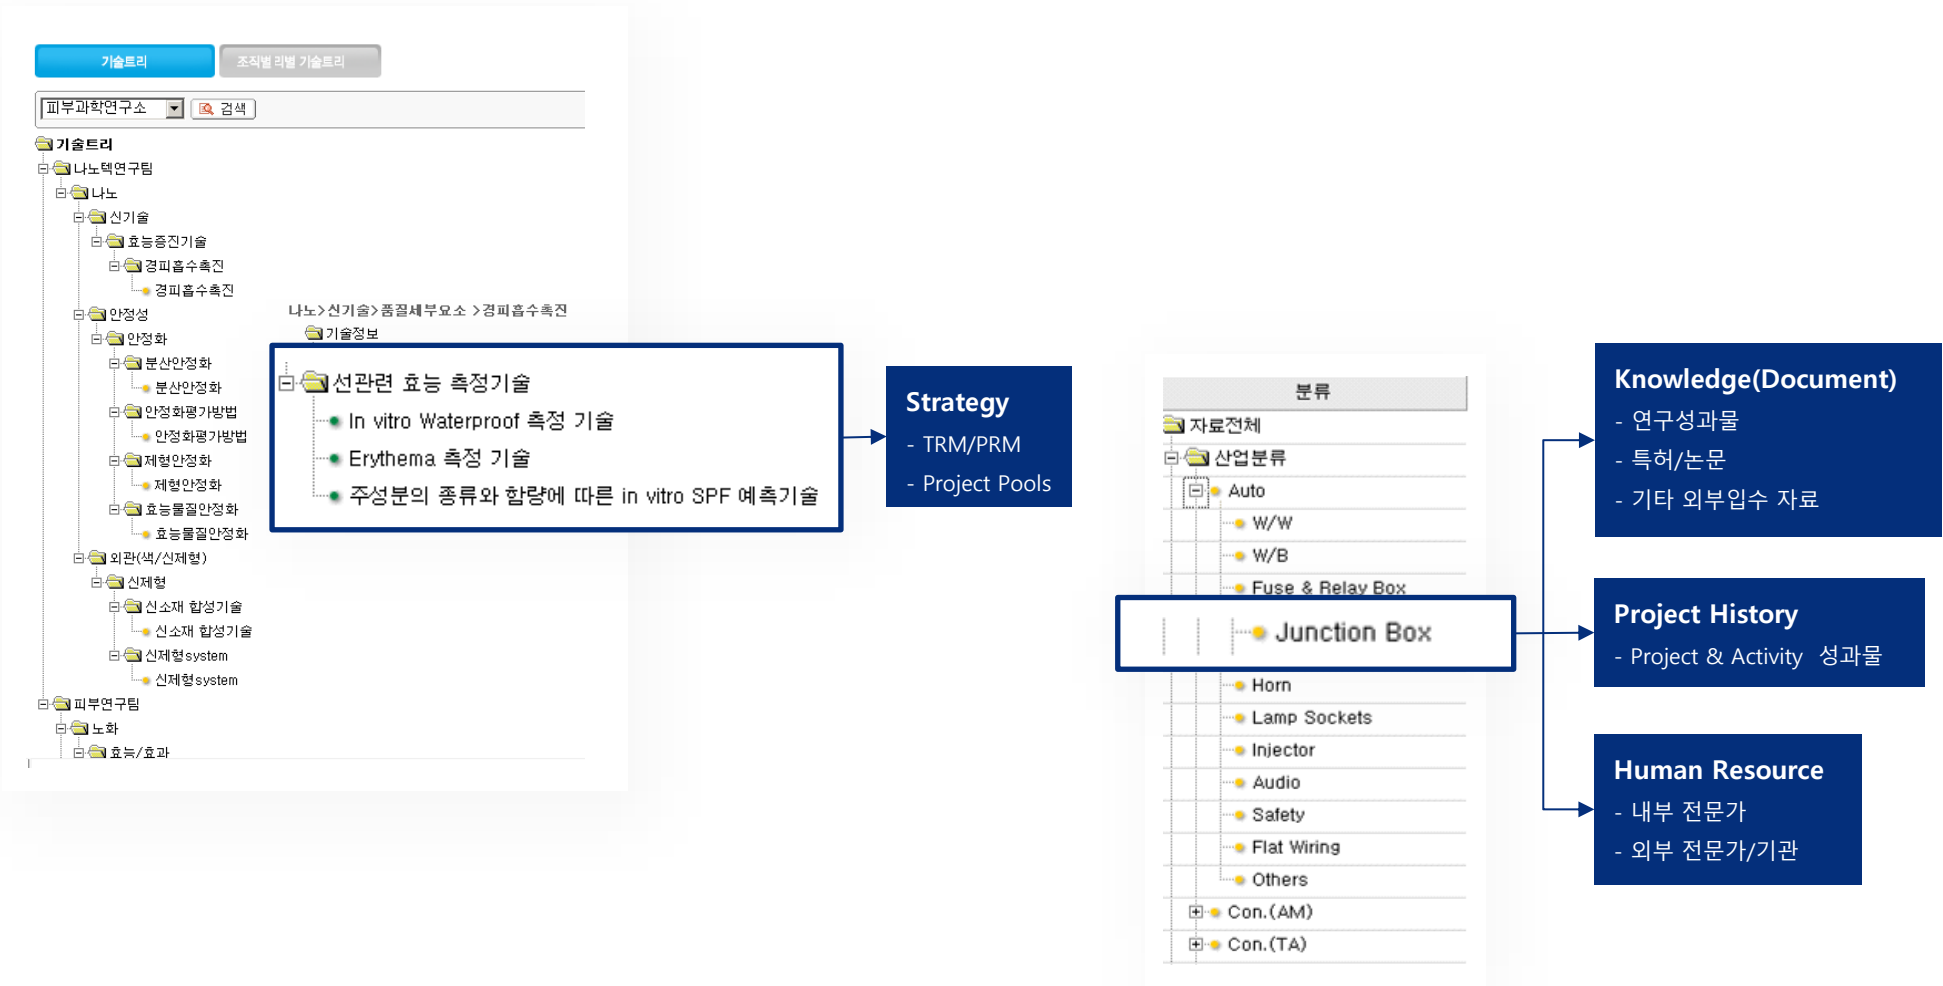 기술트리
조직별 리별 기술트리
피부과학연구소
검색
기술트리
나노텍연구팀
나노
신기술
효능증진기술
경피흡수촉진
경피흡수촉진
안정성
안정화
분산안정화
분산안정화
안정화평가방법
안정화평가방법
제형안정화
제형안정화
효능물질안정화
효능물질안정화
외관(색/신제형)
신제형
신소재 합성기술
신소재 합성기술
신제형system
신제형system
피부연구팀
노화
효능/효과
나노>신기술>품질세부요소 >경피흡수촉진
기술정보
선관련 효능 측정기술
In vitro Waterproof 측정 기술
Erythema 측정 기술
주성분의 종류와 함량에 따른 in vitro SPF 예측기술
Strategy
- TRM/PRM
- Project Pools
분류
자료전체
산업분류
Auto
W/W
W/B
Fuse & Relay Box
Junction Box
Horn
Lamp Sockets
Injector
Audio
Safety
Flat Wiring
Others
Con.(AM)
Con.(TA)
Knowledge(Document)
- 연구성과물
- 특허/논문
- 기타 외부입수 자료
Project History
- Project & Activity 성과물
Human Resource
- 내부 전문가
- 외부 전문가/기관